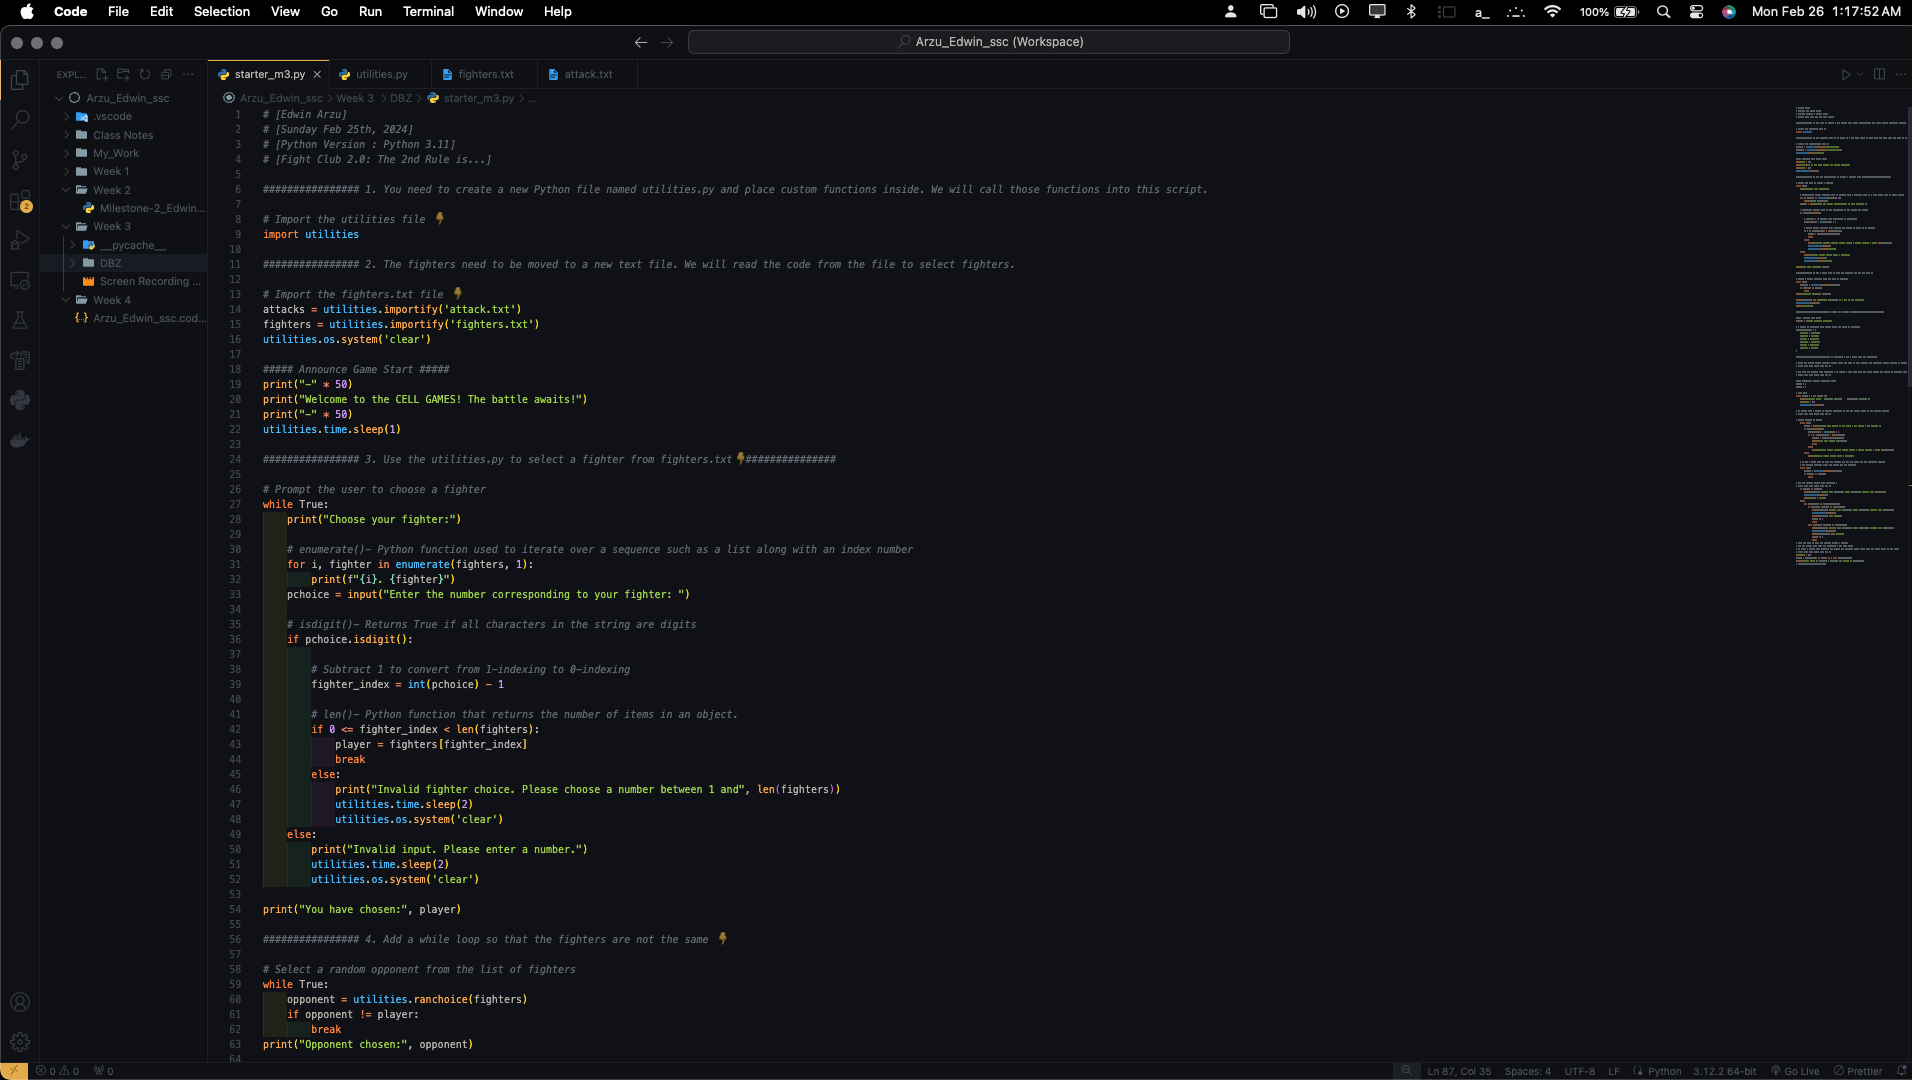 Code File Edit Selection View Go Run Terminal Window Help
a_ 100% Mon Feb 26 1:17:52 AM
Arzu_Edwin_ssc (Workspace)
EXPL...
Arzu_Edwin_ssc
.vscode
Class Notes
My_Work
Week 1
Week 2
Milestone-2_Edwin...
Week 3
__pycache__
DBZ
Screen Recording ...
Week 4
{..} Arzu_Edwin_ssc.cod...
2
starter_m3.py utilities.py fighters.txt attack.txt
Arzu_Edwin_ssc > Week 3 > DBZ > starter_m3.py > ...
1 # [Edwin Arzu]
2 # [Sunday Feb 25th, 2024]
3 # [Python Version : Python 3.11]
4 # [Fight Club 2.0: The 2nd Rule is...]
5
6 ################ 1. You need to create a new Python file named utilities.py and place custom functions inside. We will call those functions into this script.
7
8 # Import the utilities file 👇
9 import utilities
10
11 ################ 2. The fighters need to be moved to a new text file. We will read the code from the file to select fighters.
12
13 # Import the fighters.txt file 👇
14 attacks = utilities.importify('attack.txt')
15 fighters = utilities.importify('fighters.txt')
16 utilities.os.system('clear')
17
18 ##### Announce Game Start #####
19 print("-" * 50)
20 print("Welcome to the CELL GAMES! The battle awaits!")
21 print("-" * 50)
22 utilities.time.sleep(1)
23
24 ################ 3. Use the utilities.py to select a fighter from fighters.txt👇###############
25
26 # Prompt the user to choose a fighter
27 while True:
28 print("Choose your fighter:")
29
30 # enumerate()- Python function used to iterate over a sequence such as a list along with an index number
31 for i, fighter in enumerate(fighters, 1):
32 print(f"{i}. {fighter}")
33 pchoice = input("Enter the number corresponding to your fighter: ")
34
35 # isdigit()- Returns True if all characters in the string are digits
36 if pchoice.isdigit():
37
38 # Subtract 1 to convert from 1-indexing to 0-indexing
39 fighter_index = int(pchoice) - 1
40
41 # len()- Python function that returns the number of items in an object.
42 if 0 <= fighter_index < len(fighters):
43 player = fighters[fighter_index]
44 break
45 else:
46 print("Invalid fighter choice. Please choose a number between 1 and", len(fighters))
47 utilities.time.sleep(2)
48 utilities.os.system('clear')
49 else:
50 print("Invalid input. Please enter a number.")
51 utilities.time.sleep(2)
52 utilities.os.system('clear')
53
54 print("You have chosen:", player)
55
56 ################ 4. Add a while loop so that the fighters are not the same 👇
57
58 # Select a random opponent from the list of fighters
59 while True:
60 opponent = utilities.ranchoice(fighters)
61 if opponent != player:
62 break
63 print("Opponent chosen:", opponent)
64
0 0 0 Ln 87, Col 35 Spaces: 4 UTF-8 LF Python 3.12.2 64-bit Go Live Prettier